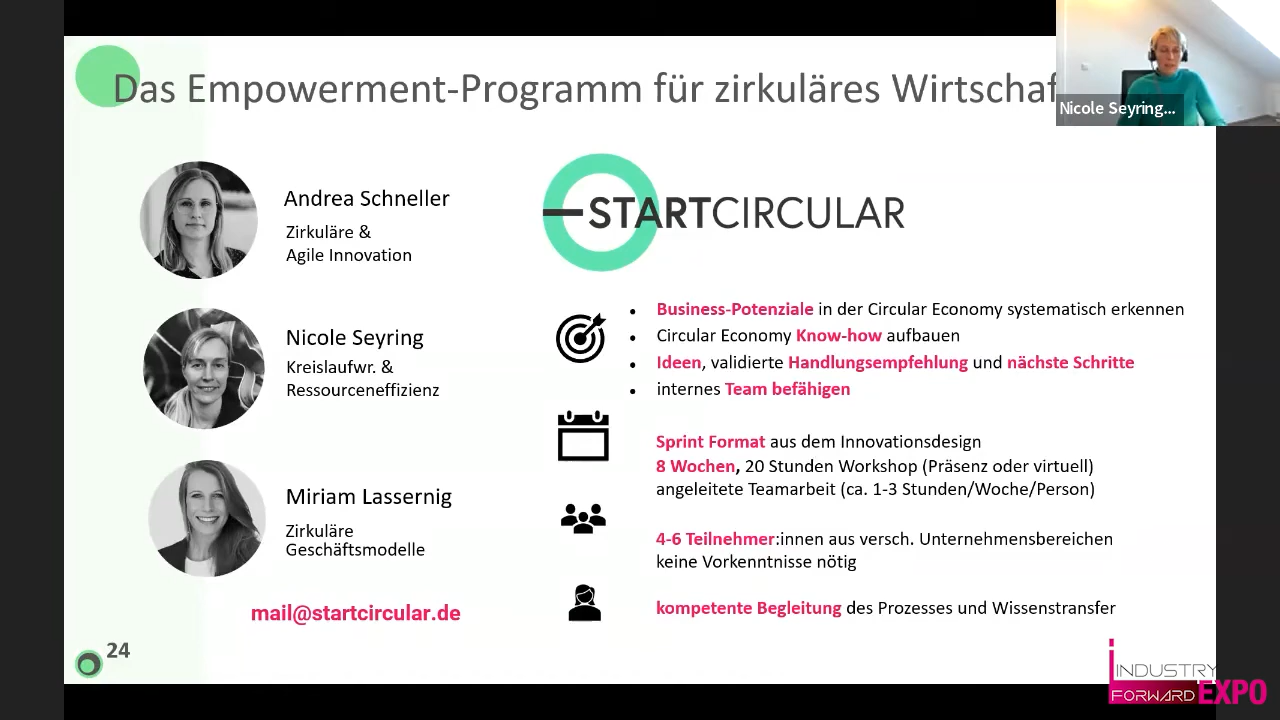 Das Empowerment-Programm für zirkuläres Wirtschaf
Nicole Seyring...
Andrea Schneller
Zirkuläre &
Agile Innovation
Nicole Seyring
Kreislaufwr. &
Ressourceneffizienz
Miriam Lassernig
Zirkuläre
Geschäftsmodelle
mail@startcircular.de
24
STARTCIRCULAR
• Business-Potenziale in der Circular Economy systematisch erkennen
• Circular Economy Know-how aufbauen
• Ideen, validierte Handlungsempfehlung und nächste Schritte
• internes Team befähigen
Sprint Format aus dem Innovationsdesign
8 Wochen, 20 Stunden Workshop (Präsenz oder virtuell)
angeleitete Teamarbeit (ca. 1-3 Stunden/Woche/Person)
4-6 Teilnehmer:innen aus versch. Unternehmensbereichen
keine Vorkenntnisse nötig
kompetente Begleitung des Prozesses und Wissenstransfer
INDUSTRY
FORWARD EXPO